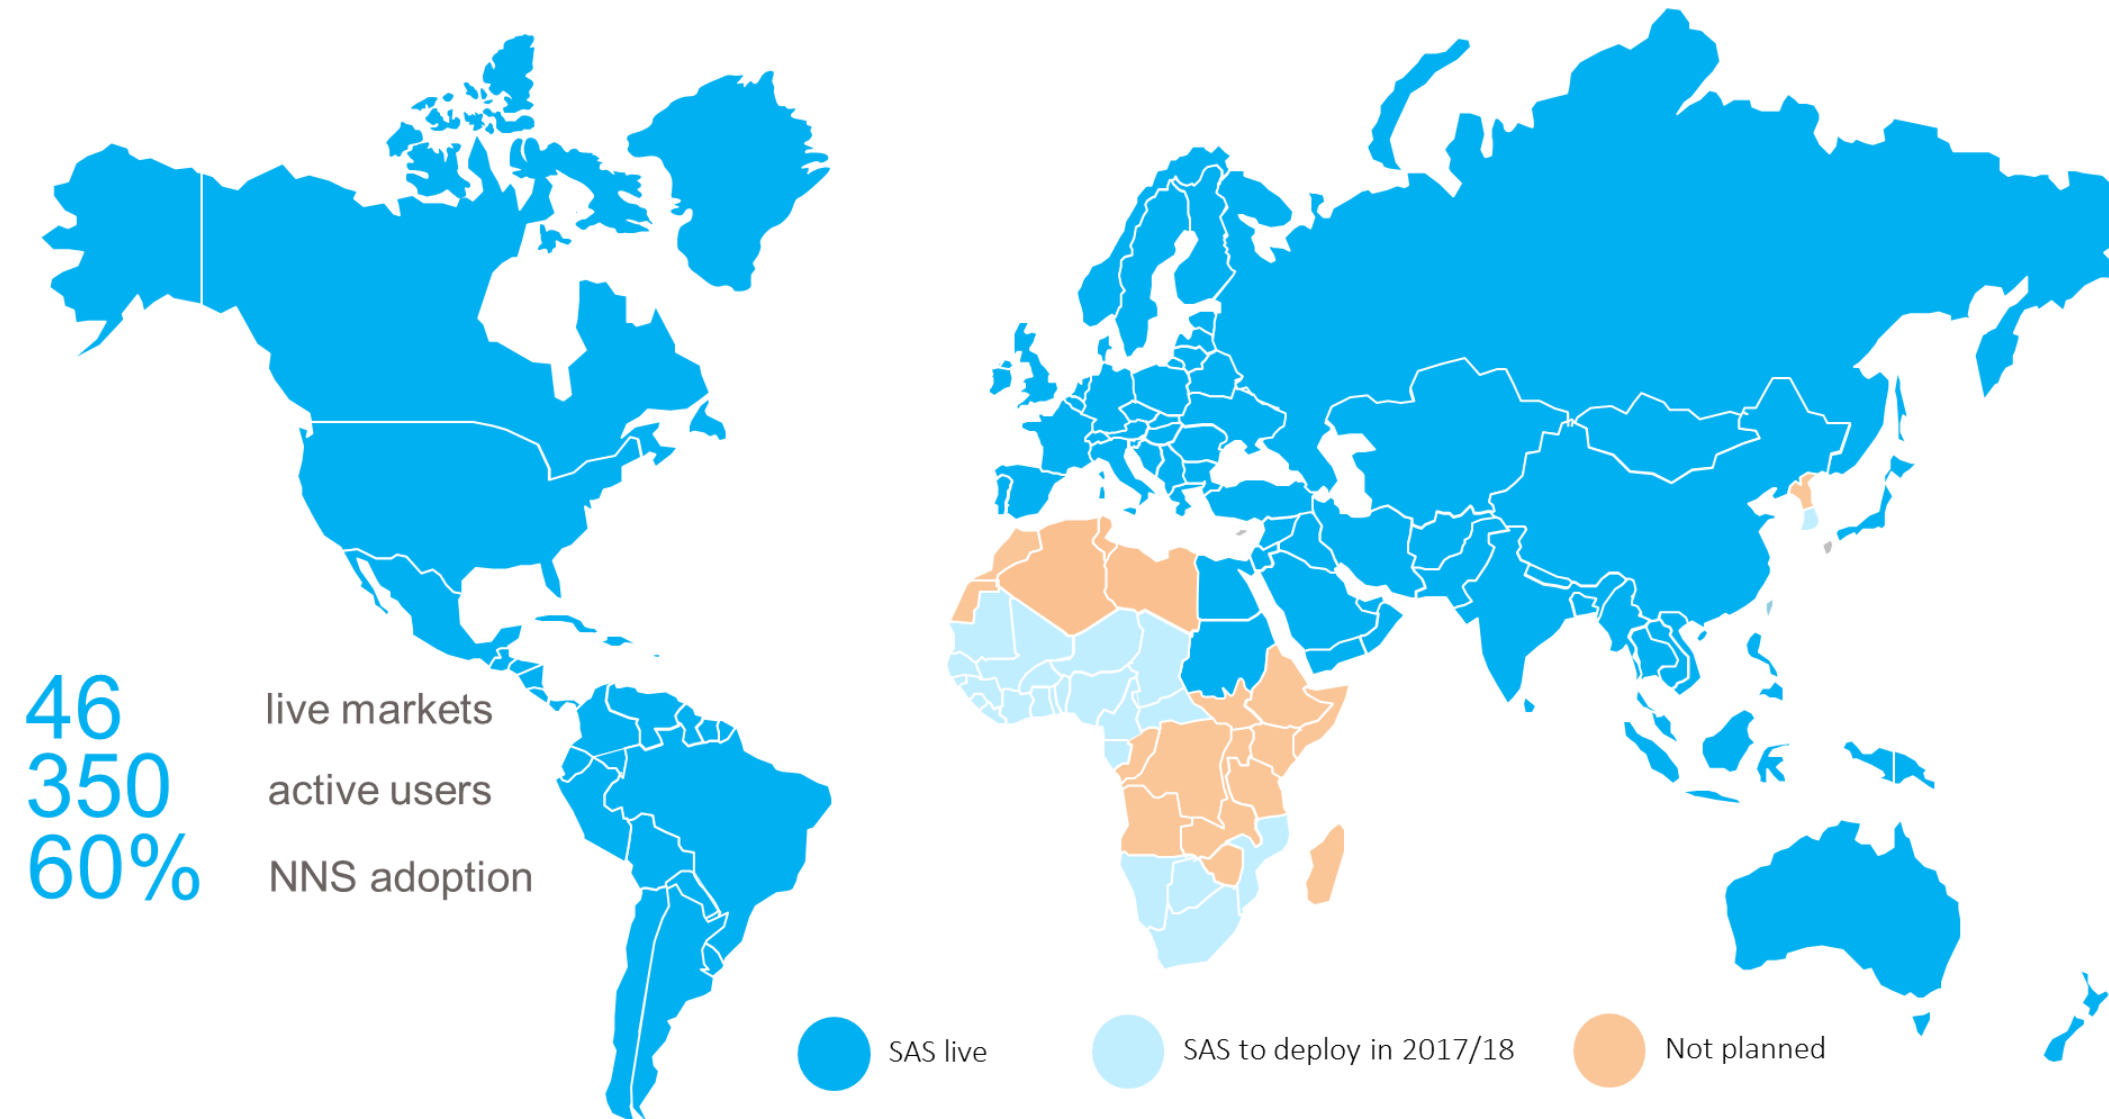 46 live markets
350 active users
60% NNS adoption
SAS live
SAS to deploy in 2017/18
Not planned